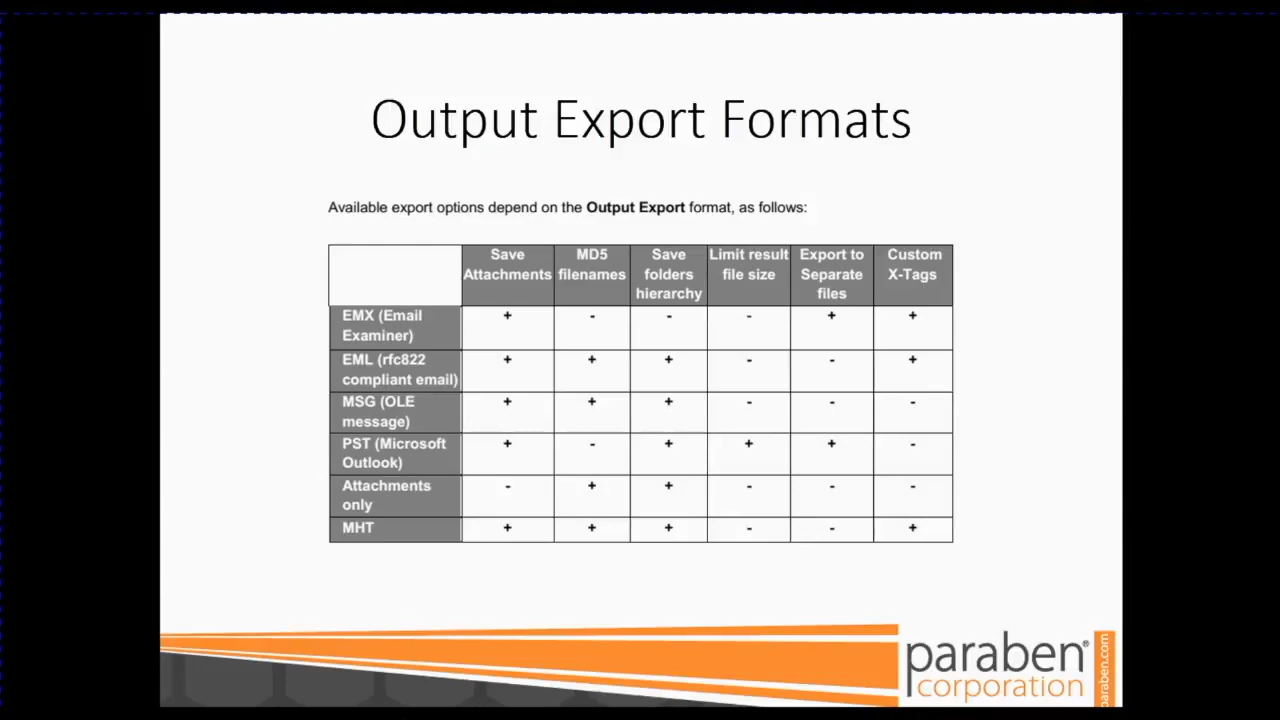 Output Export Formats
Available export options depend on the Output Export format, as follows:
Save Attachments MD5 filenames Save folders hierarchy Limit result file size Export to Separate files Custom X-Tags
EMX (Email Examiner) + - - - + +
EML (rfc822 compliant email) + + + - - +
MSG (OLE message) + + + - - -
PST (Microsoft Outlook) + - + + + -
Attachments only - + + - - -
MHT + + + - - +
paraben®
corporation
paraben.com